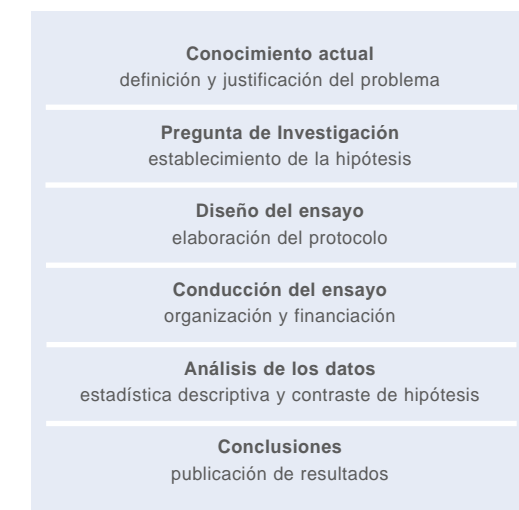 Conocimiento actual
definición y justificación del problema
Pregunta de Investigación
establecimiento de la hipótesis
Diseño del ensayo
elaboración del protocolo
Conducción del ensayo
organización y financiación
Análisis de los datos
estadística descriptiva y contraste de hipótesis
Conclusiones
publicación de resultados